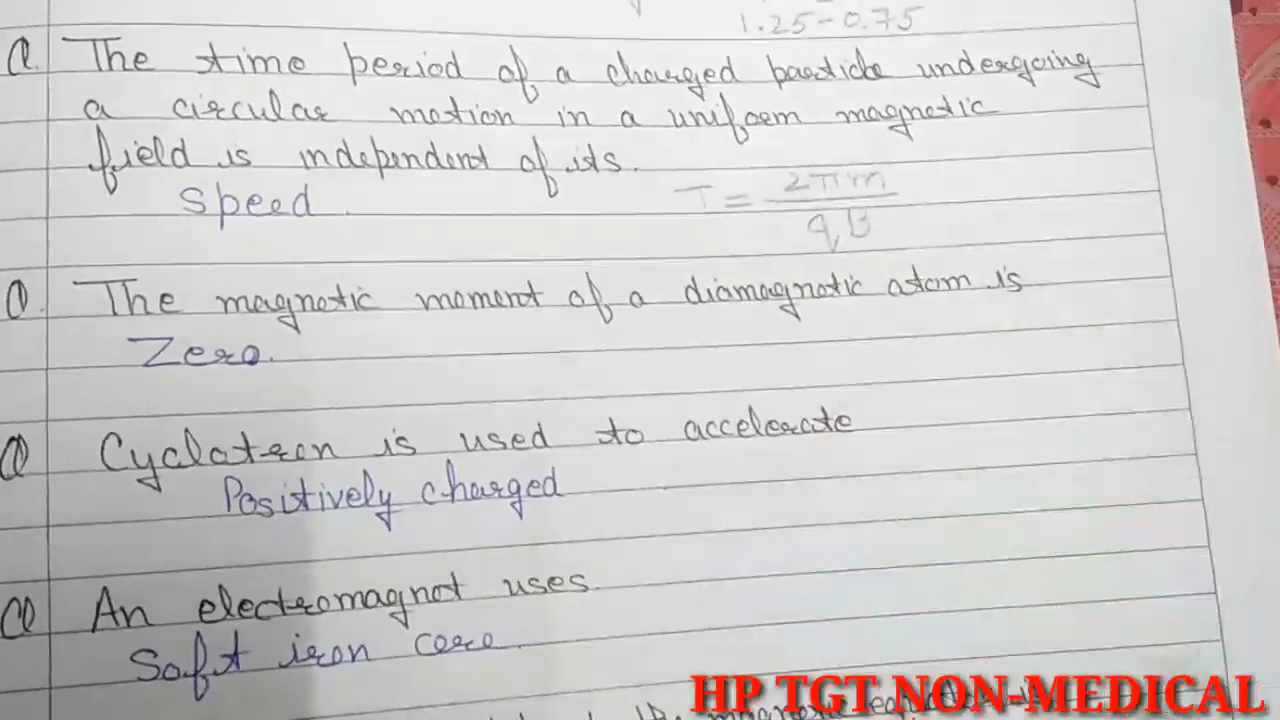 1.25-0.75
Q. The time period of a charged particle undergoing
a circular motion in a uniform magnetic
field is independent of its.
Speed.
T = 2πm / qB
Q. The magnetic moment of a diamagnetic atom is
Zero.
Q Cyclotron is used to accelerate
Positively charged
Q An electromagnet uses.
Soft iron core.
HP TGT NON-MEDICAL